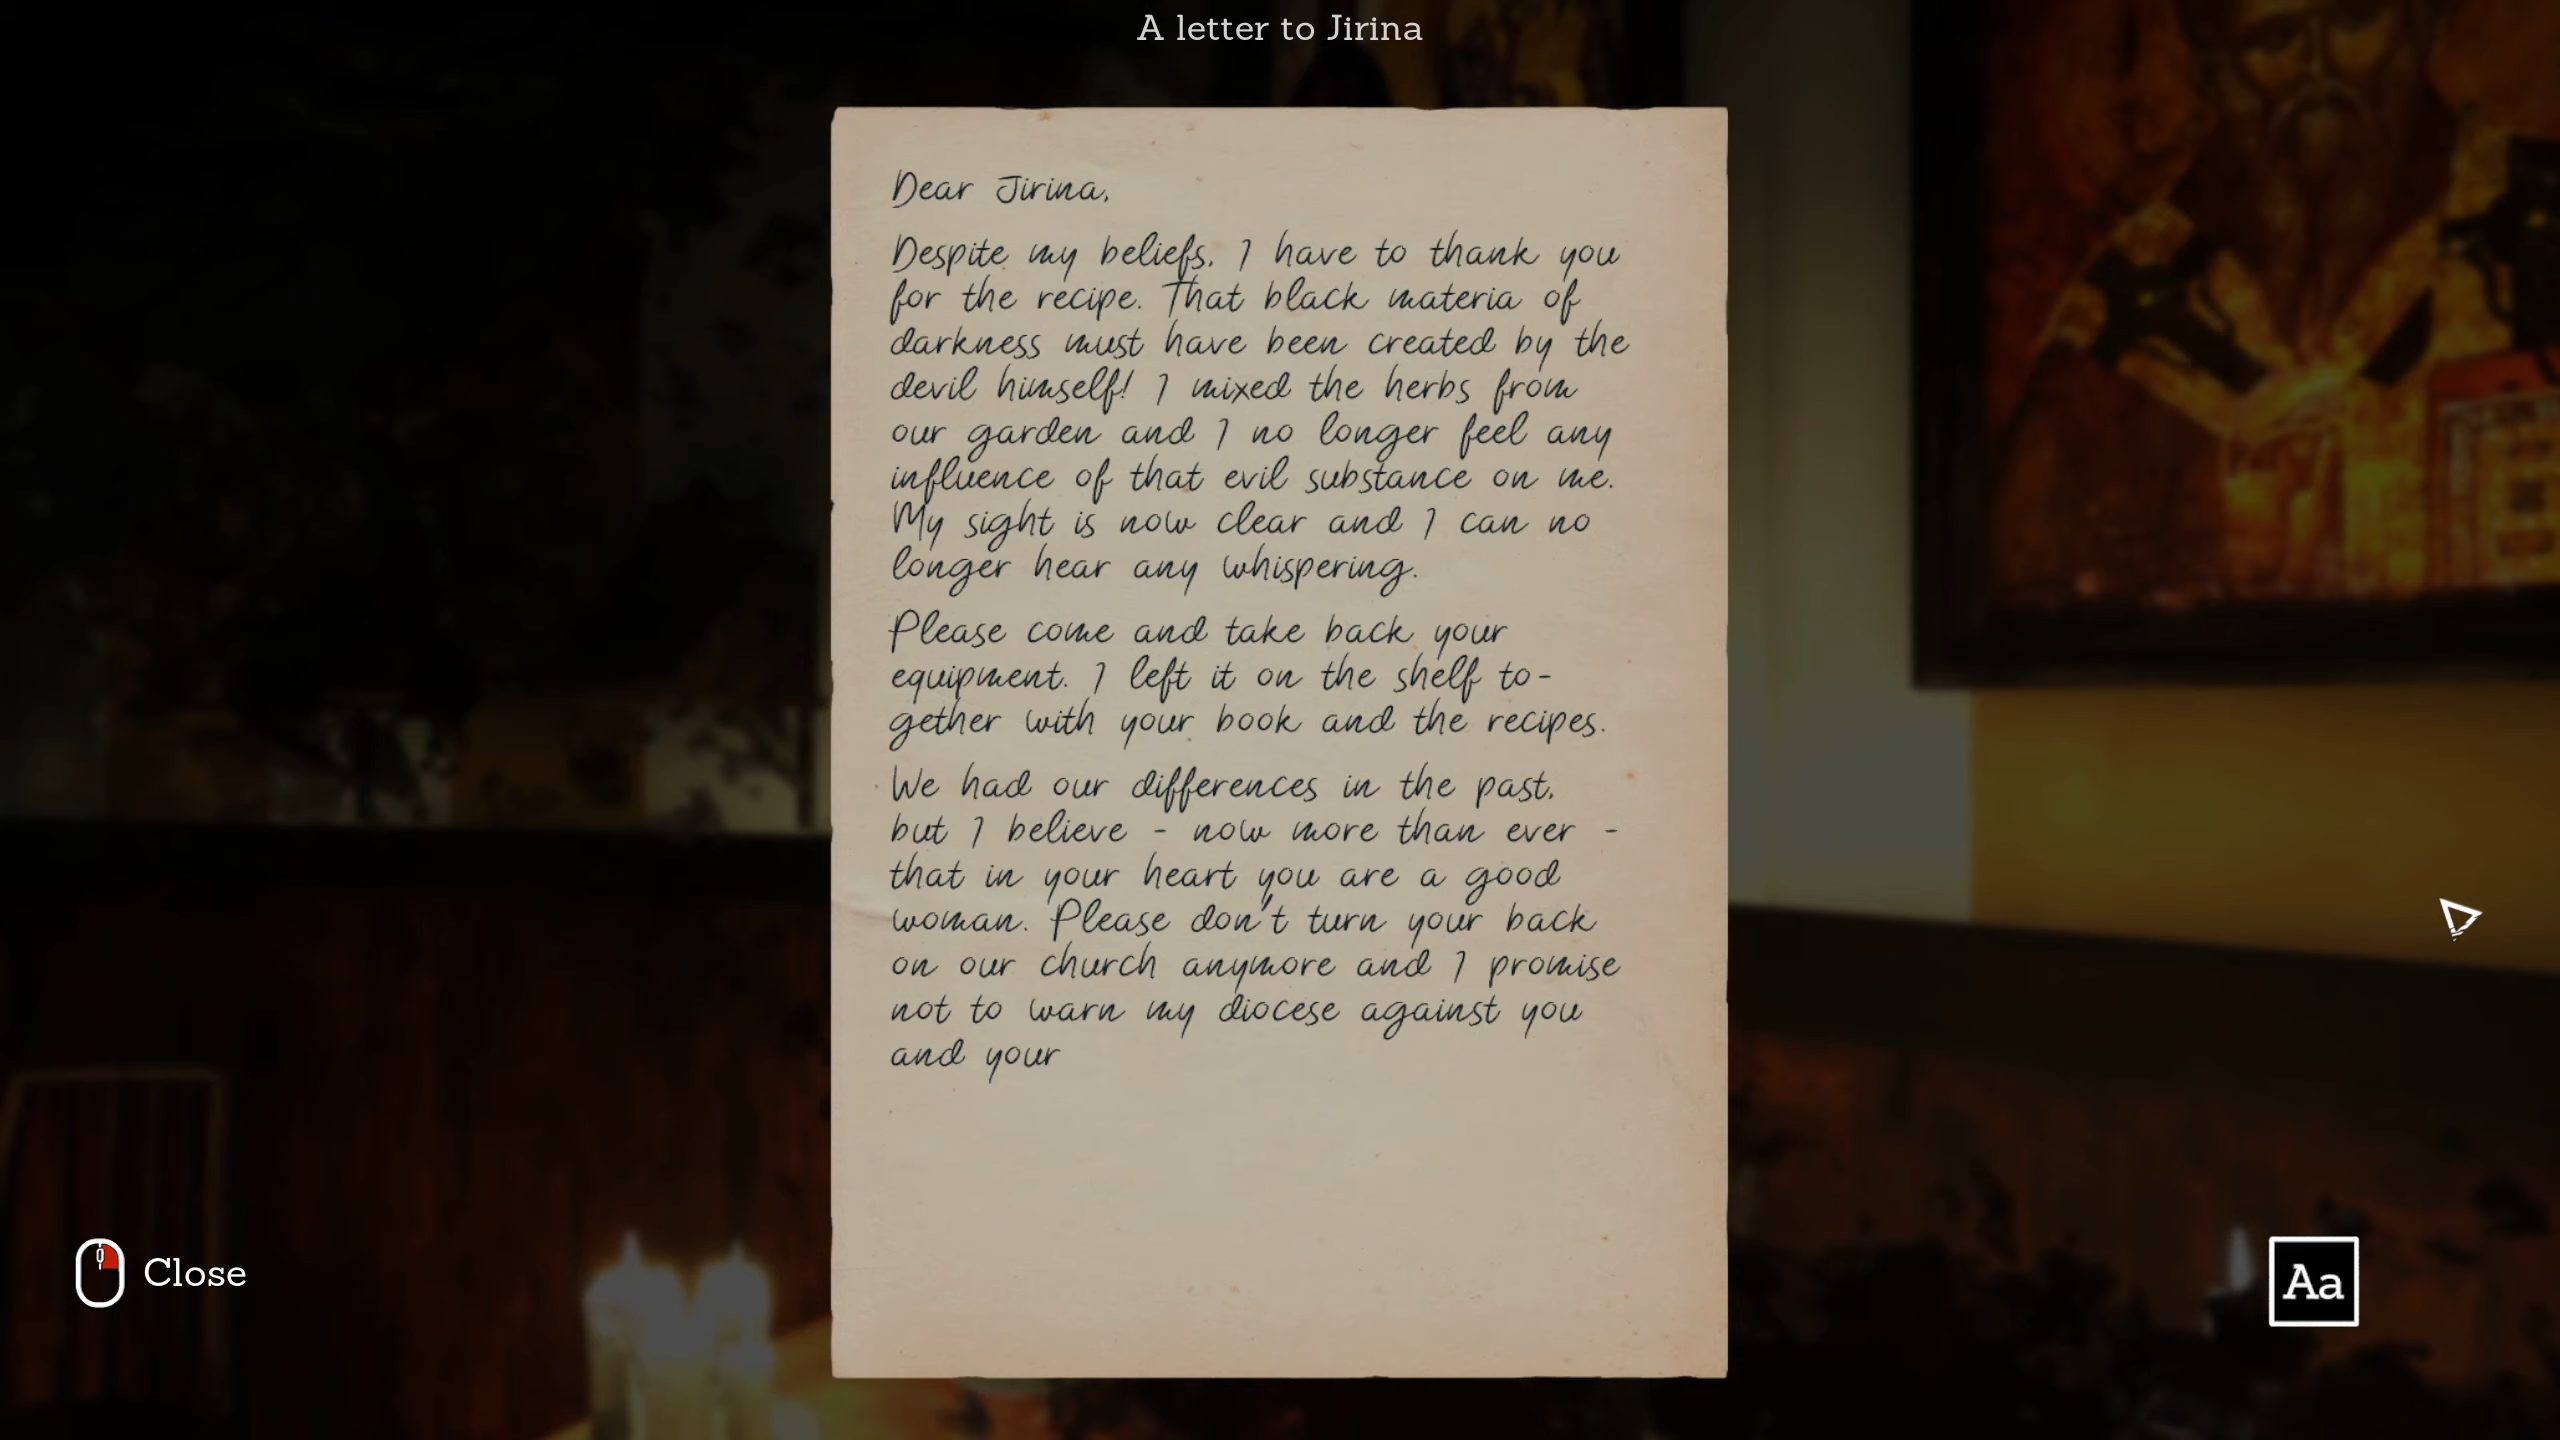 A letter to Jirina
Dear Jirina,
Despite my beliefs, I have to thank you
for the recipe. That black materia of
darkness must have been created by the
devil himself! I mixed the herbs from
our garden and I no longer feel any
influence of that evil substance on me.
My sight is now clear and I can no
longer hear any whispering.
Please come and take back your
equipment. I left it on the shelf to-
gether with your book and the recipes.
We had our differences in the past,
but I believe - now more than ever -
that in your heart you are a good
woman. Please don't turn your back
on our church anymore and I promise
not to warn my diocese against you
and your
Close
Aa